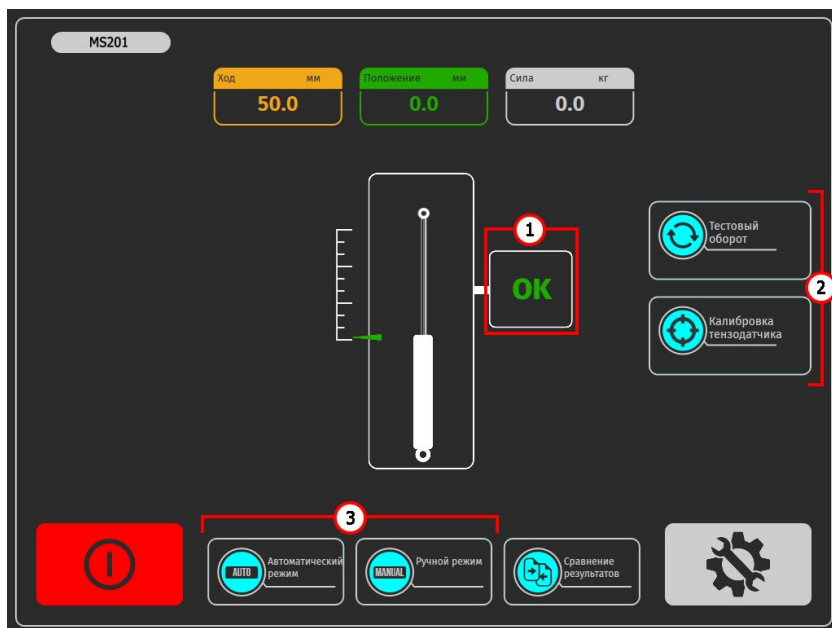 MS201
Ход мм
50.0
Положение мм
0.0
Сила кг
0.0
1
OK
Тестовый
оборот
2
Калибровка
тензодатчика
3
AUTO
Автоматический
режим
MANUAL
Ручной режим
Сравнение
результатов